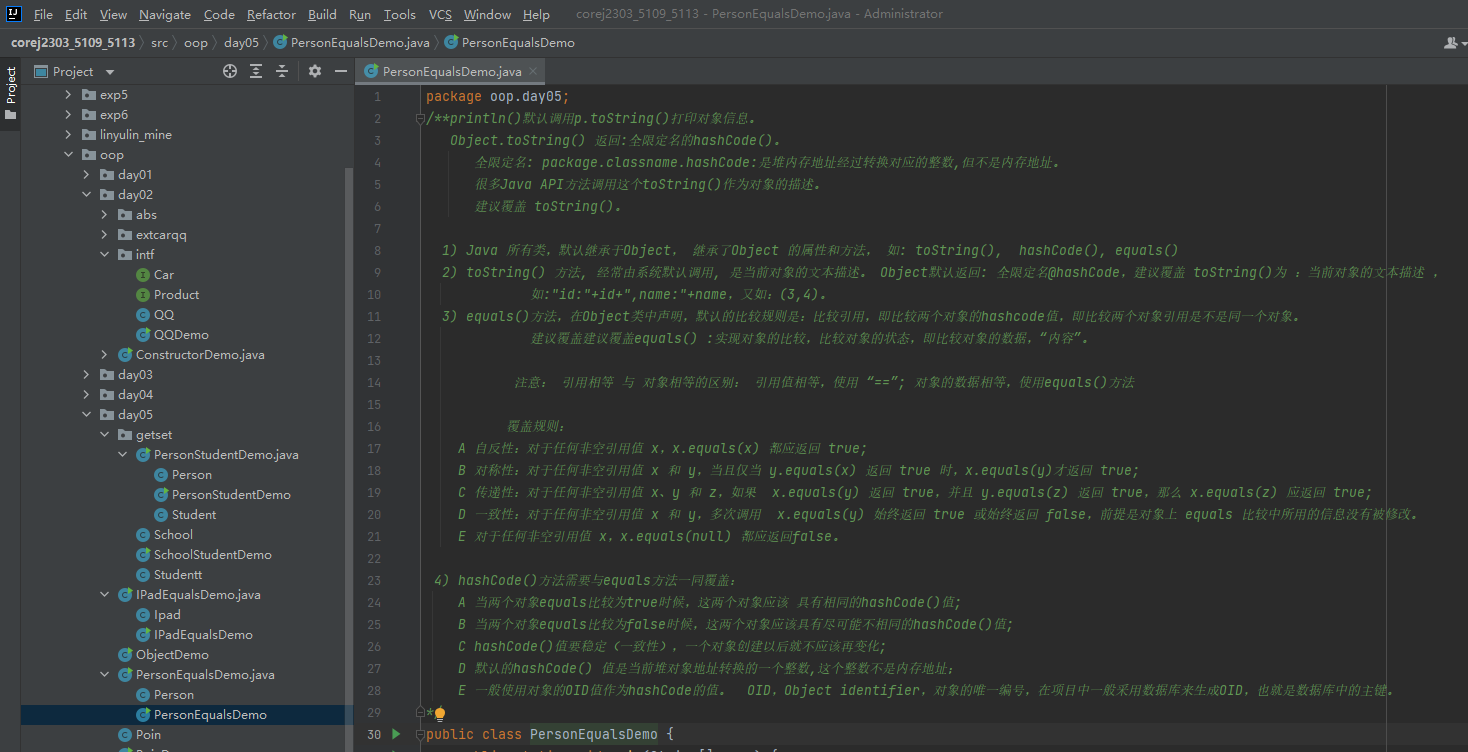 File Edit View Navigate Code Refactor Build Run Tools VCS Window Help corej2303_5109_5113 - PersonEqualsDemo.java - Administrator
corej2303_5109_5113 src oop day05 PersonEqualsDemo.java PersonEqualsDemo
Project
Project
PersonEqualsDemo.java
exp5
exp6
linyulin_mine
oop
day01
day02
abs
extcarqq
intf
Car
Product
QQ
QQDemo
ConstructorDemo.java
day03
day04
day05
getset
PersonStudentDemo.java
Person
PersonStudentDemo
Student
School
SchoolStudentDemo
Studentt
IPadEqualsDemo.java
Ipad
IPadEqualsDemo
ObjectDemo
PersonEqualsDemo.java
Person
PersonEqualsDemo
Poin
1 package oop.day05;
2 /**println()默认调用p.toString()打印对象信息.
3 Object.toString() 返回:全限定名的hashCode().
4 全限定名: package.classname.hashCode:是堆内存地址经过转换对应的整数,但不是内存地址.
5 很多Java API方法调用这个toString()作为对象的描述.
6 建议覆盖 toString().
7
8 1) Java 所有类，默认继承于Object， 继承了Object 的属性和方法， 如: toString(), hashCode(), equals()
9 2) toString() 方法, 经常由系统默认调用, 是当前对象的文本描述. Object默认返回: 全限定名@hashCode，建议覆盖 toString()为 ：当前对象的文本描述 ，
10 如:"id:"+id+",name:"+name，又如：(3,4).
11 3) equals()方法，在Object类中声明，默认的比较规则是：比较引用，即比较两个对象的hashcode值，即比较两个对象引用是不是同一个对象。
12 建议覆盖建议覆盖equals() :实现对象的比较，比较对象的状态，即比较对象的数据，“内容”。
13
14 注意： 引用相等 与 对象相等的区别： 引用值相等，使用 “==”; 对象的数据相等，使用equals()方法
15
16 覆盖规则：
17 A 自反性：对于任何非空引用值 x，x.equals(x) 都应返回 true;
18 B 对称性：对于任何非空引用值 x 和 y，当且仅当 y.equals(x) 返回 true 时，x.equals(y)才返回 true;
19 C 传递性：对于任何非空引用值 x、y 和 z，如果 x.equals(y) 返回 true，并且 y.equals(z) 返回 true，那么 x.equals(z) 应返回 true;
20 D 一致性：对于任何非空引用值 x 和 y，多次调用 x.equals(y) 始终返回 true 或始终返回 false，前提是对象上 equals 比较中所用的信息没有被修改。
21 E 对于任何非空引用值 x，x.equals(null) 都应返回false.
22
23 4) hashCode()方法需要与equals方法一同覆盖：
24 A 当两个对象equals比较为true时候，这两个对象应该 具有相同的hashCode()值;
25 B 当两个对象equals比较为false时候，这两个对象应该具有尽可能不相同的hashCode()值;
26 C hashCode()值要稳定（一致性），一个对象创建以后就不应该再变化;
27 D 默认的hashCode() 值是当前堆对象地址转换的一个整数,这个整数不是内存地址;
28 E 一般使用对象的OID值作为hashCode的值. OID，Object identifier，对象的唯一编号，在项目中一般采用数据库来生成OID，也就是数据库中的主键.
29 *
30 public class PersonEqualsDemo {